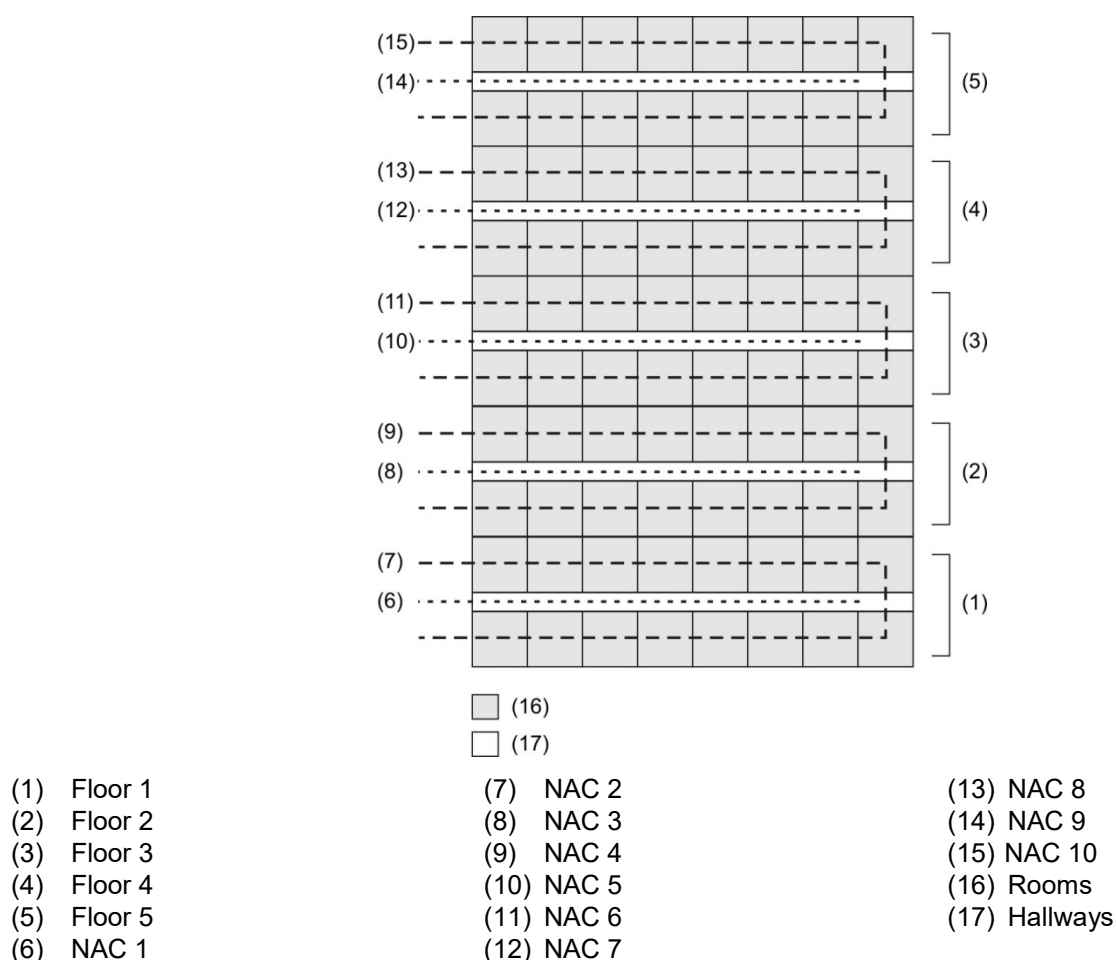 (15)
(14)
(5)
(13)
(12)
(4)
(11)
(10)
(3)
(9)
(8)
(2)
(7)
(6)
(1)
(16)
(17)
(1) Floor 1
(2) Floor 2
(3) Floor 3
(4) Floor 4
(5) Floor 5
(6) NAC 1
(7) NAC 2
(8) NAC 3
(9) NAC 4
(10) NAC 5
(11) NAC 6
(12) NAC 7
(13) NAC 8
(14) NAC 9
(15) NAC 10
(16) Rooms
(17) Hallways